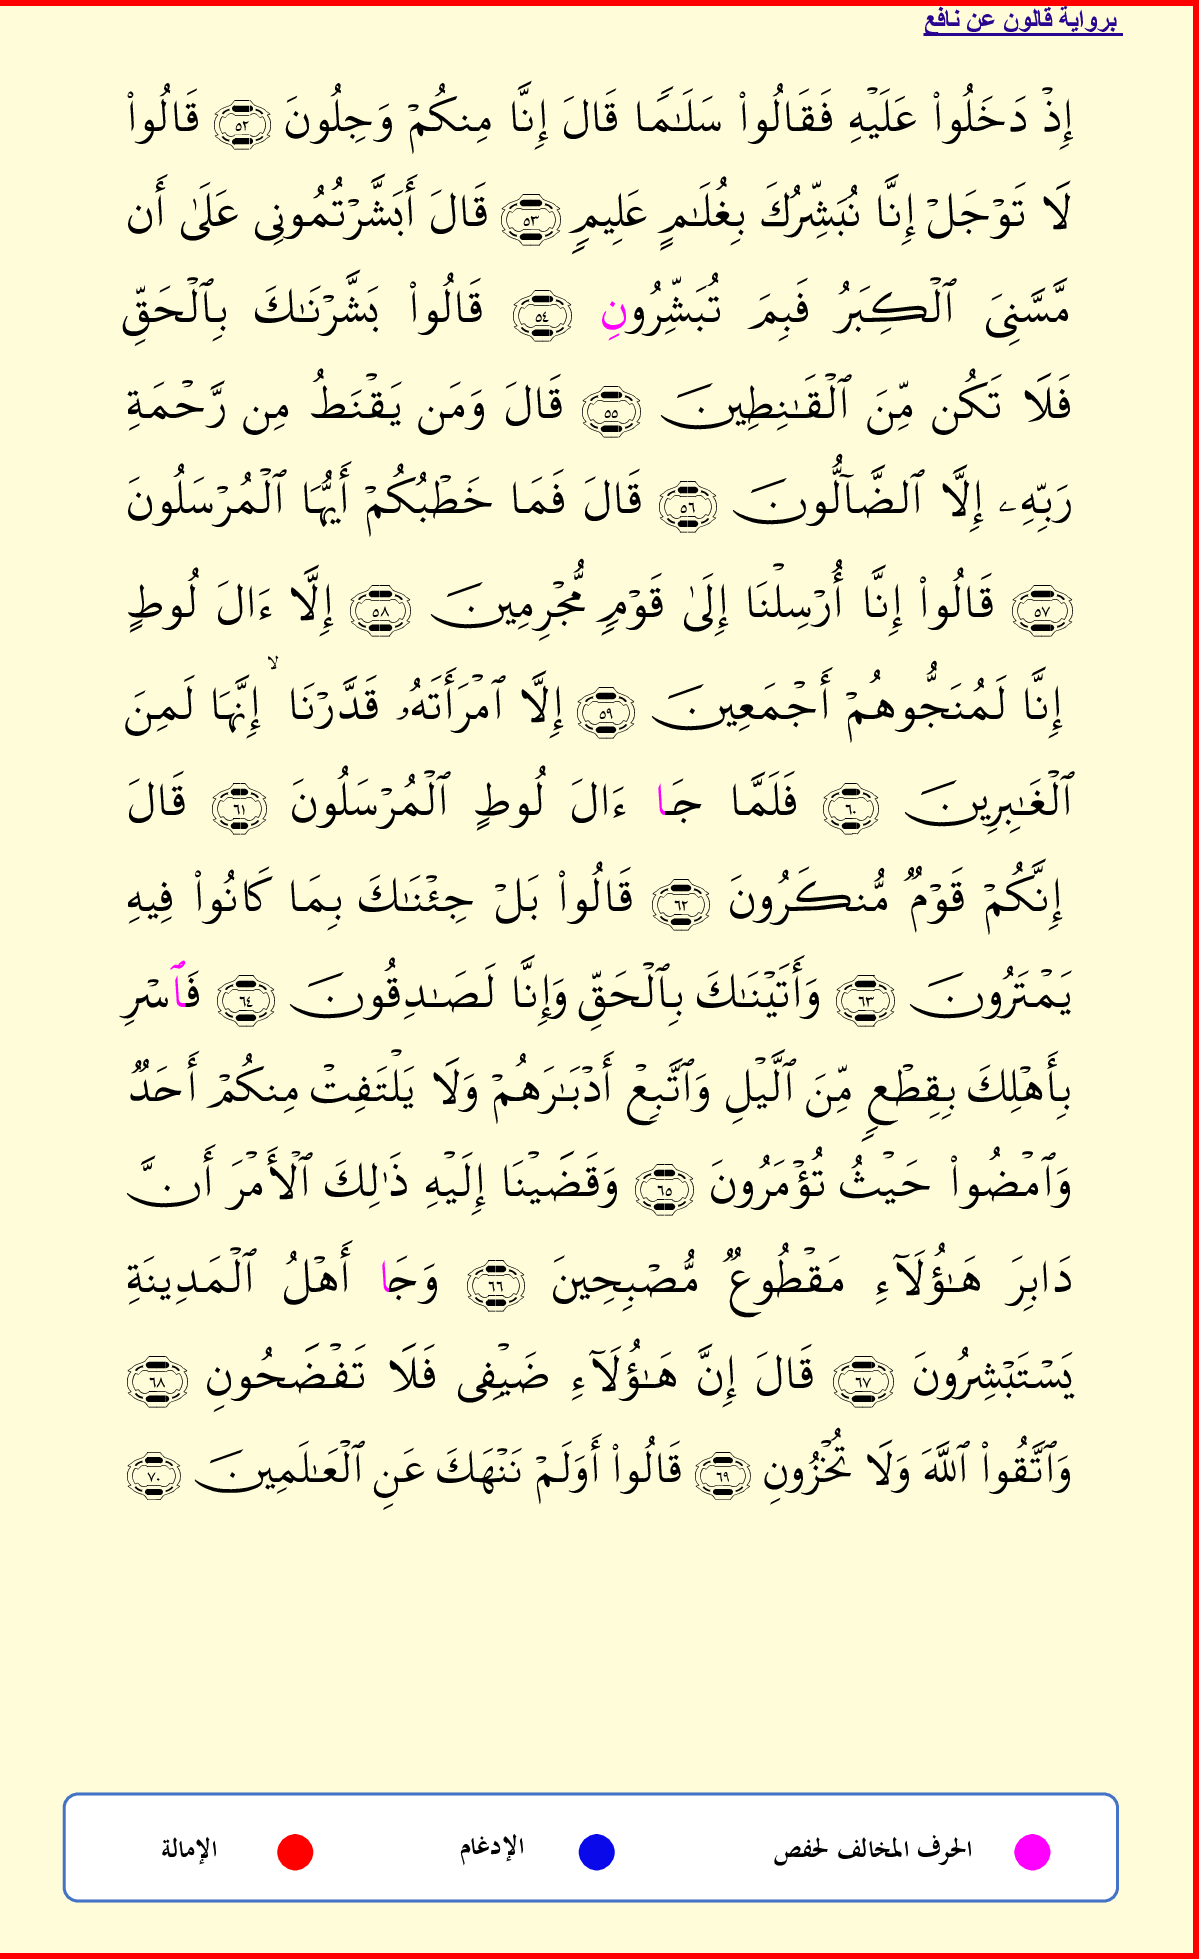 برواية قالون عن نافع
إِذۡ دَخَلُواْ عَلَيۡهِ فَقَالُواْ سَلَٰمٗا قَالَ إِنَّا مِنكُمۡ وَجِلُونَ ٥٢ قَالُواْ
لَا تَوۡجَلۡ إِنَّا نُبَشِّرُكَ بِغُلَٰمٍ عَلِيمٖ ٥٣ قَالَ أَبَشَّرۡتُمُونِي عَلَىٰٓ أَن
مَّسَّنِيَ ٱلۡكِبَرُ فَبِمَ تُبَشِّرُونِ ٥٤ قَالُواْ بَشَّرۡنَٰكَ بِٱلۡحَقِّ
فَلَا تَكُن مِّنَ ٱلۡقَٰنِطِينَ ٥٥ قَالَ وَمَن يَقۡنَطُ مِن رَّحۡمَةِ
رَبِّهِۦ إِلَّا ٱلضَّآلُّونَ ٥٦ قَالَ فَمَا خَطۡبُكُمۡ أَيُّهَا ٱلۡمُرۡسَلُونَ
٥٧ قَالُواْ إِنَّا أُرۡسِلۡنَا إِلَىٰ قَوۡمٖ مُّجۡرِمِينَ ٥٨ إِلَّا ءَالَ لُوطٍ
إِنَّا لَمُنَجُّوهُمۡ أَجۡمَعِينَ ٥٩ إِلَّا ٱمۡرَأَتَهُۥ قَدَّرۡنَا ۙ إِنَّهَا لَمِنَ
ٱلۡغَٰبِرِينَ ٦٠ فَلَمَّا جَا ءَالَ لُوطٍ ٱلۡمُرۡسَلُونَ ٦١ قَالَ
إِنَّكُمۡ قَوۡمٞ مُّنكَرُونَ ٦٢ قَالُواْ بَلۡ جِئۡنَٰكَ بِمَا كَانُواْ فِيهِ
يَمۡتَرُونَ ٦٣ وَأَتَيۡنَٰكَ بِٱلۡحَقِّ وَإِنَّا لَصَٰدِقُونَ ٦٤ فَٱسۡرِ
بِأَهۡلِكَ بِقِطۡعٖ مِّنَ ٱلَّيۡلِ وَٱتَّبِعۡ أَدۡبَٰرَهُمۡ وَلَا يَلۡتَفِتۡ مِنكُمۡ أَحَدٞ
وَٱمۡضُواْ حَيۡثُ تُؤۡمَرُونَ ٦٥ وَقَضَيۡنَا إِلَيۡهِ ذَٰلِكَ ٱلۡأَمۡرَ أَنَّ
دَابِرَ هَٰٓؤُلَآءِ مَقۡطُوعٞ مُّصۡبِحِينَ ٦٦ وَجَا أَهۡلُ ٱلۡمَدِينَةِ
يَسۡتَبۡشِرُونَ ٦٧ قَالَ إِنَّ هَٰٓؤُلَآءِ ضَيۡفِي فَلَا تَفۡضَحُونِ ٦٨
وَٱتَّقُواْ ٱللَّهَ وَلَا تُخۡزُونِ ٦٩ قَالُواْ أَوَلَمۡ نَنۡهَكَ عَنِ ٱلۡعَٰلَمِينَ ٧٠
الحرف المخالف لحفص الإدغام الإمالة